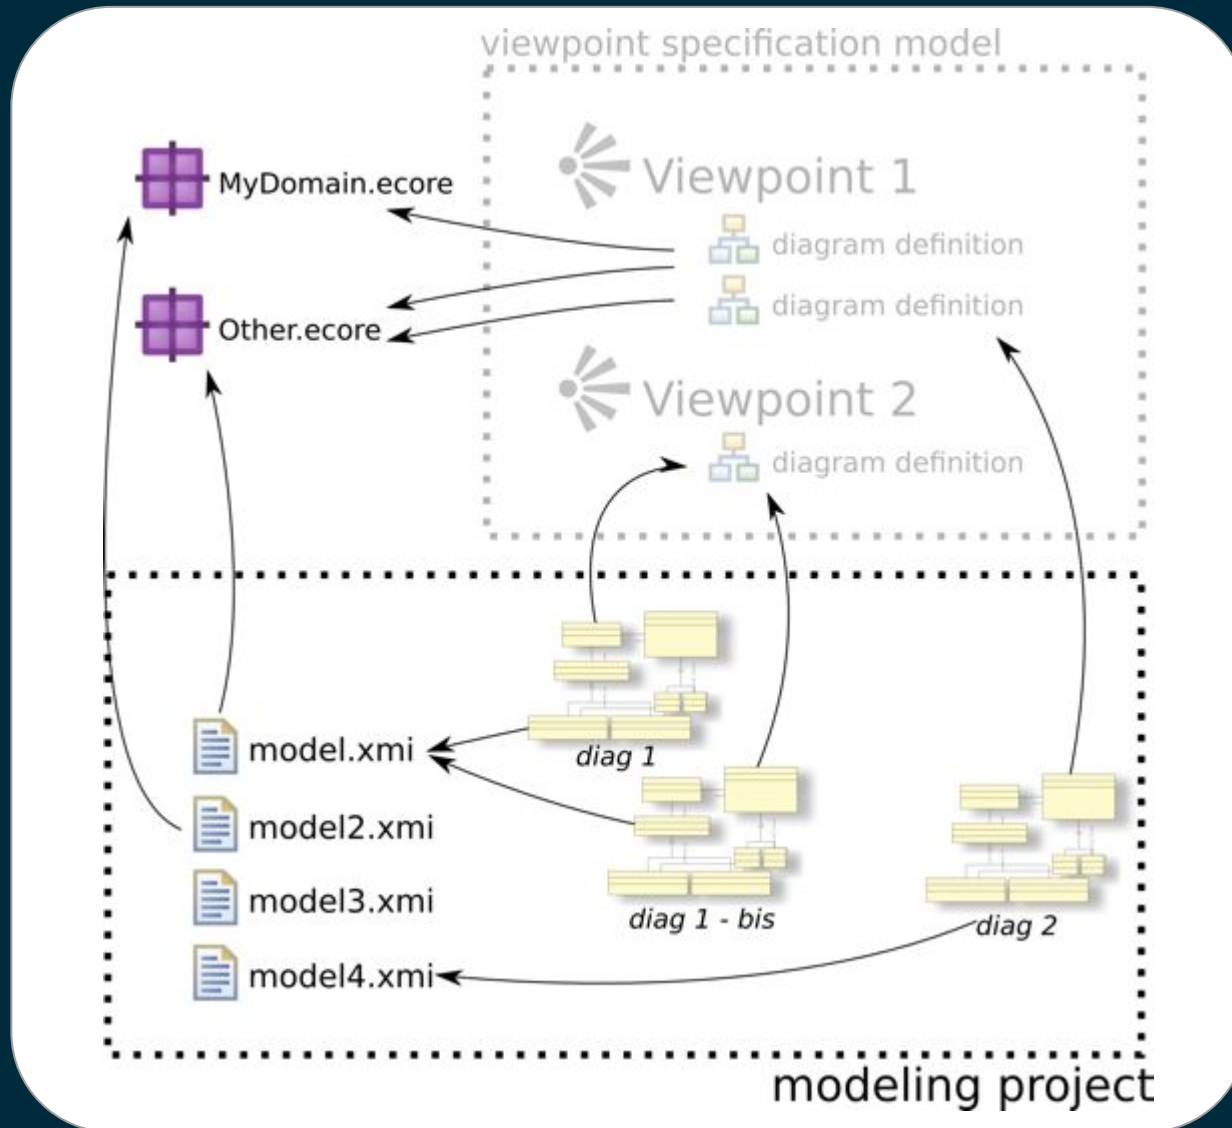 viewpoint specification model
MyDomain.ecore
Viewpoint 1
diagram definition
diagram definition
Other.ecore
Viewpoint 2
diagram definition
diag 1
model.xmi
model2.xmi
model3.xmi
model4.xmi
diag 1 - bis
diag 2
modeling project